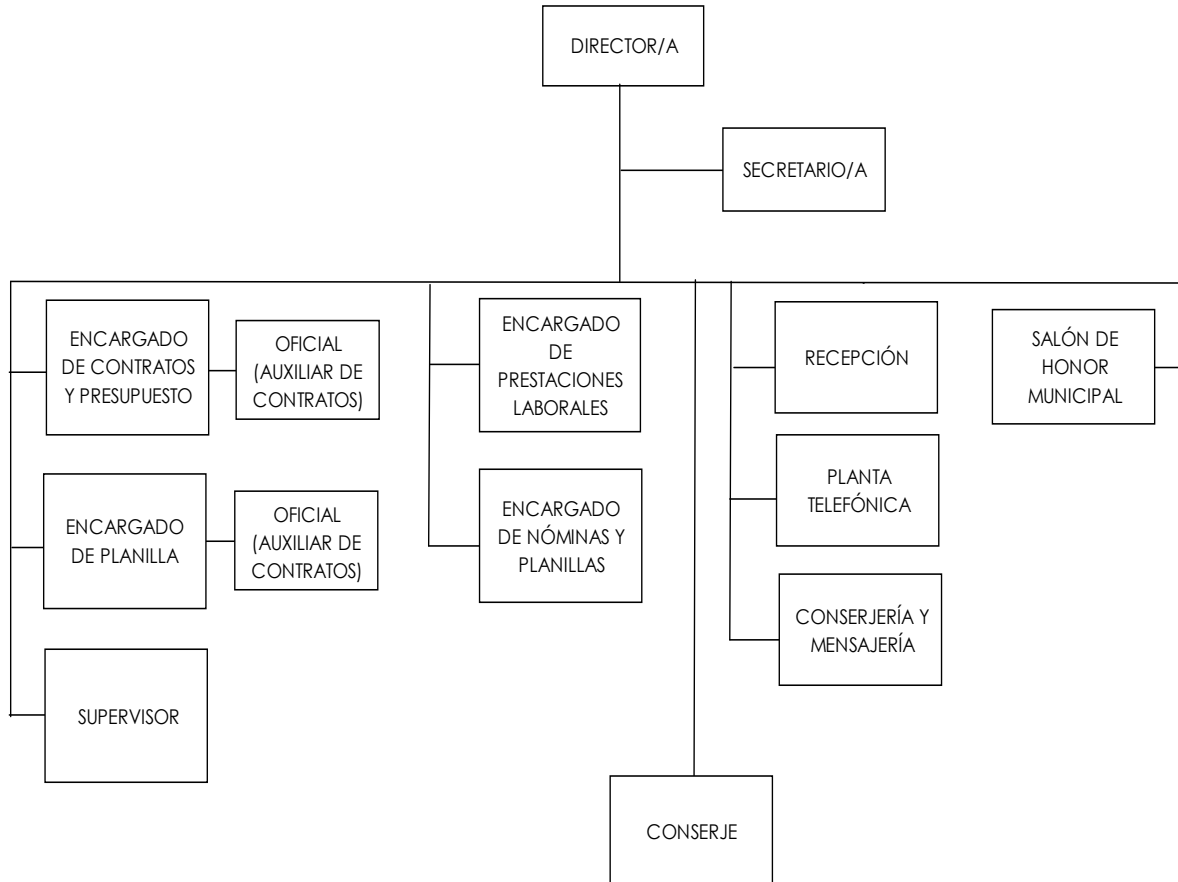 DIRECTOR/A
SECRETARIO/A
ENCARGADO
DE CONTRATOS
Y PRESUPUESTO
OFICIAL
(AUXILIAR DE
CONTRATOS)
ENCARGADO
DE
PRESTACIONES
LABORALES
RECEPCIÓN
SALÓN DE
HONOR
MUNICIPAL
ENCARGADO
DE PLANILLA
OFICIAL
(AUXILIAR DE
CONTRATOS)
ENCARGADO
DE NÓMINAS Y
PLANILLAS
PLANTA
TELEFÓNICA
CONSERJERÍA Y
MENSAJERÍA
SUPERVISOR
CONSERJE